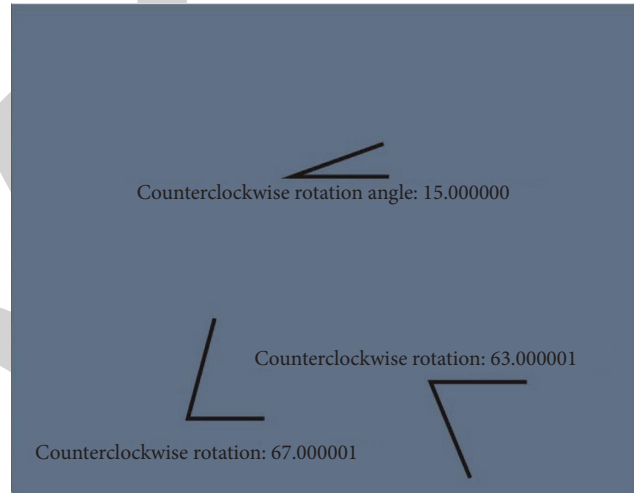 Counterclockwise rotation angle: 15.000000
Counterclockwise rotation: 63.000001
Counterclockwise rotation: 67.000001